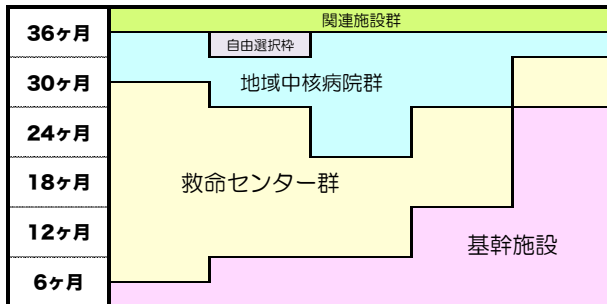 関連施設群
36ヶ月
自由選択枠
30ヶ月
地域中核病院群
24ヶ月
18ヶ月
救命センター群
12ヶ月
基幹施設
6ヶ月